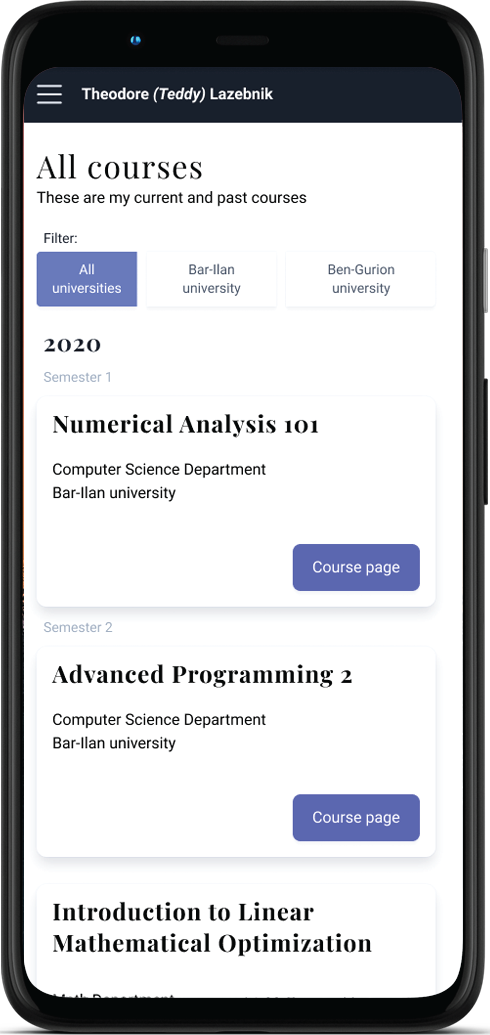 Theodore (Teddy) Lazebnik
All courses
These are my current and past courses
Filter:
All
universities
Bar-Ilan
university
Ben-Gurion
university
2020
Semester 1
Numerical Analysis 101
Computer Science Department
Bar-Ilan university
Course page
Semester 2
Advanced Programming 2
Computer Science Department
Bar-Ilan university
Course page
Introduction to Linear
Mathematical Optimization
Math Department